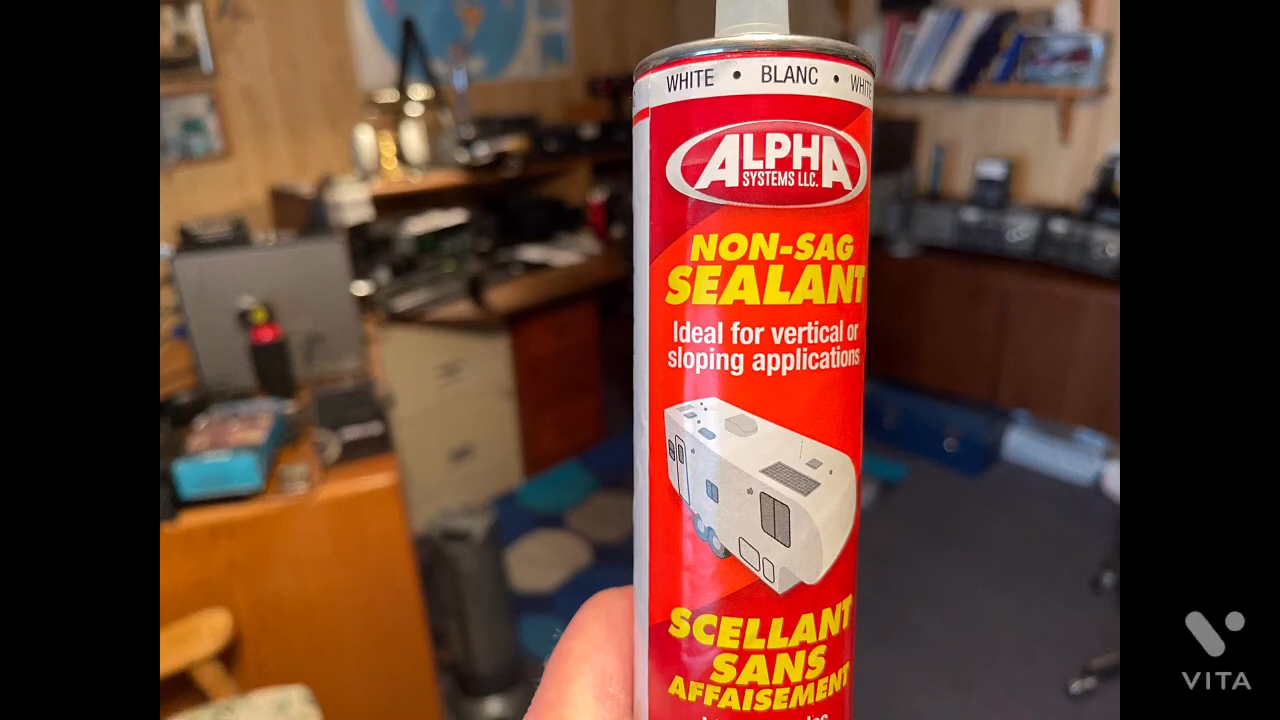 WHITE • BLANC • WHITE
ALPHA
SYSTEMS LLC.
NON-SAG
SEALANT
Ideal for vertical or
sloping applications
SCELLANT
SANS
AFFAISEMENT
VITA